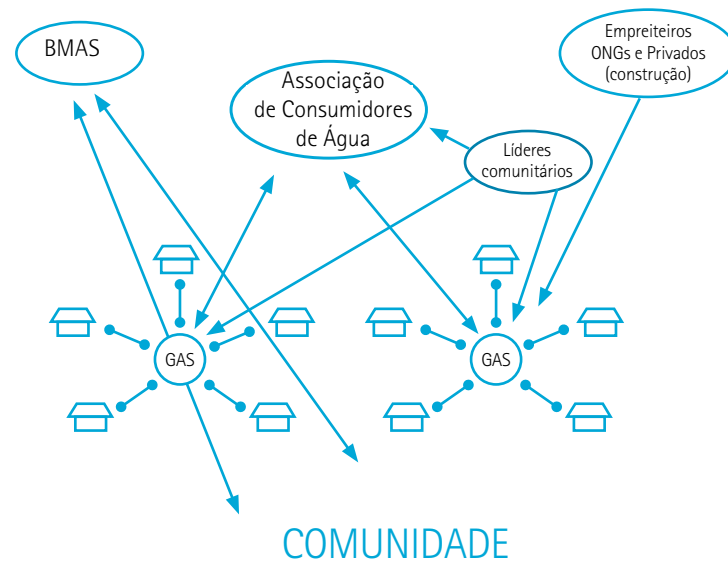 BMAS
Empreiteiros
ONGs e Privados
(construção)
Associação
de Consumidores
de Água
Líderes
comunitários
GAS
GAS
COMUNIDADE